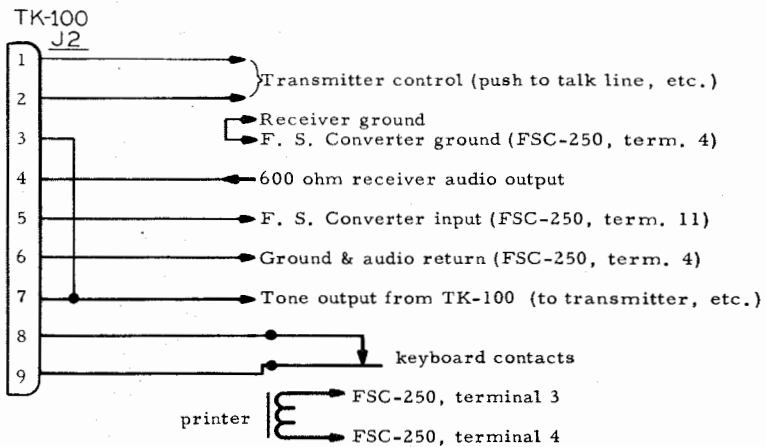 TK-100
J2
1
2
Transmitter control (push to talk line, etc.)
Receiver ground
3
F. S. Converter ground (FSC-250, term. 4)
4
600 ohm receiver audio output
5
F. S. Converter input (FSC-250, term. 11)
6
Ground & audio return (FSC-250, term. 4)
7
Tone output from TK-100 (to transmitter, etc.)
8
keyboard contacts
9
FSC-250, terminal 3
printer
FSC-250, terminal 4